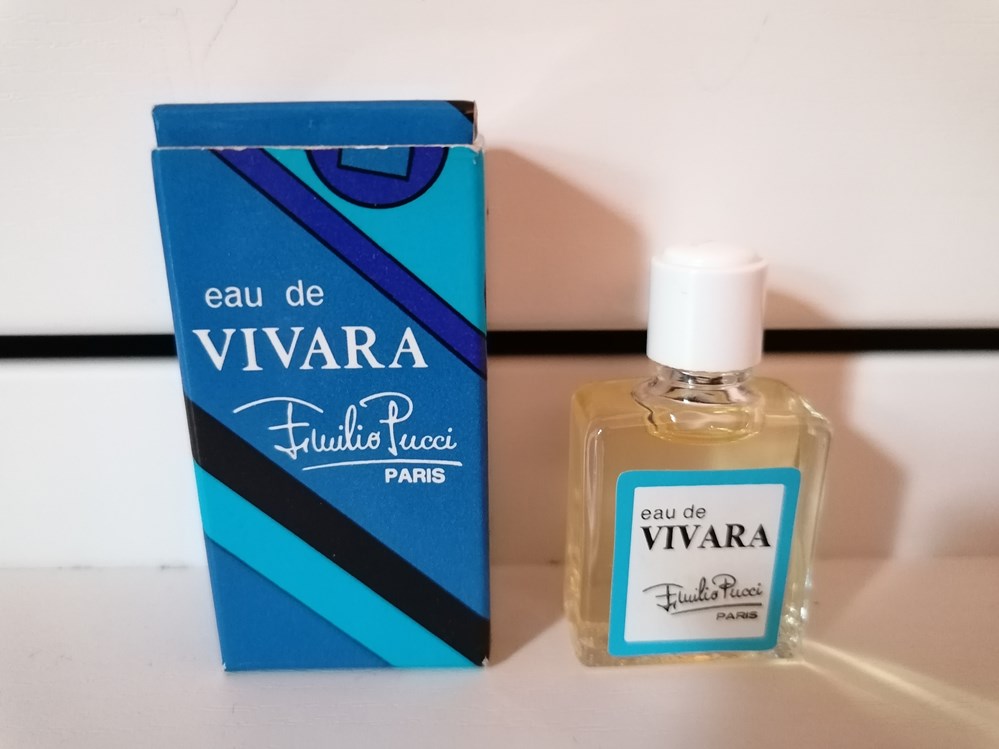 eau de
VIVARA
Emilio Pucci
PARIS
eau de
VIVARA
Emilio Pucci
PARIS